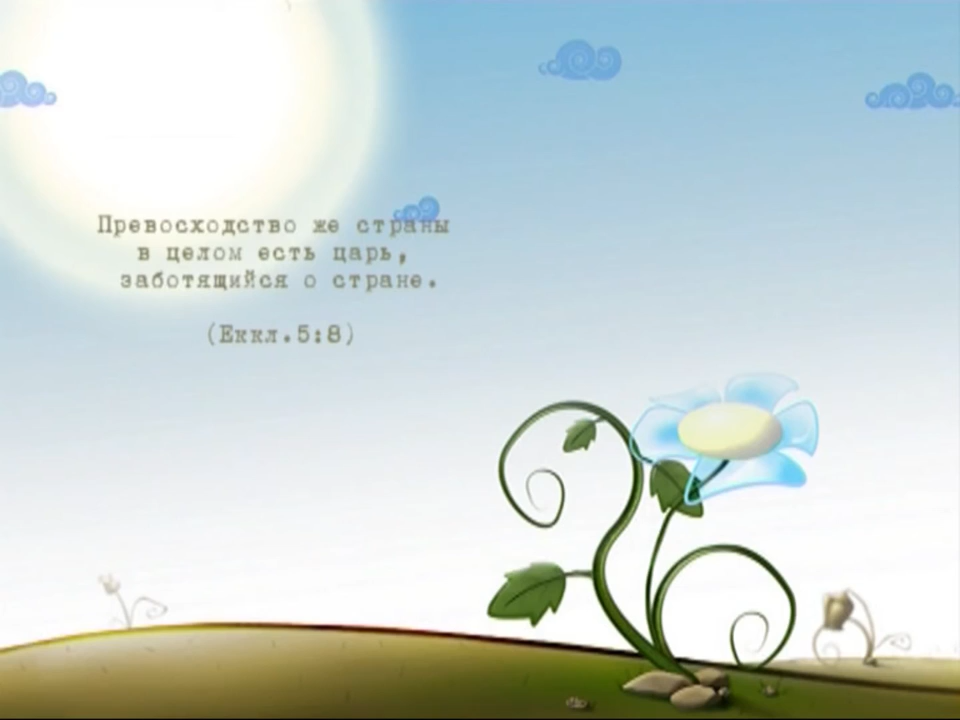 Превосходство же страны
в целом есть царь,
заботящийся о стране.
(Еккл.5:8)